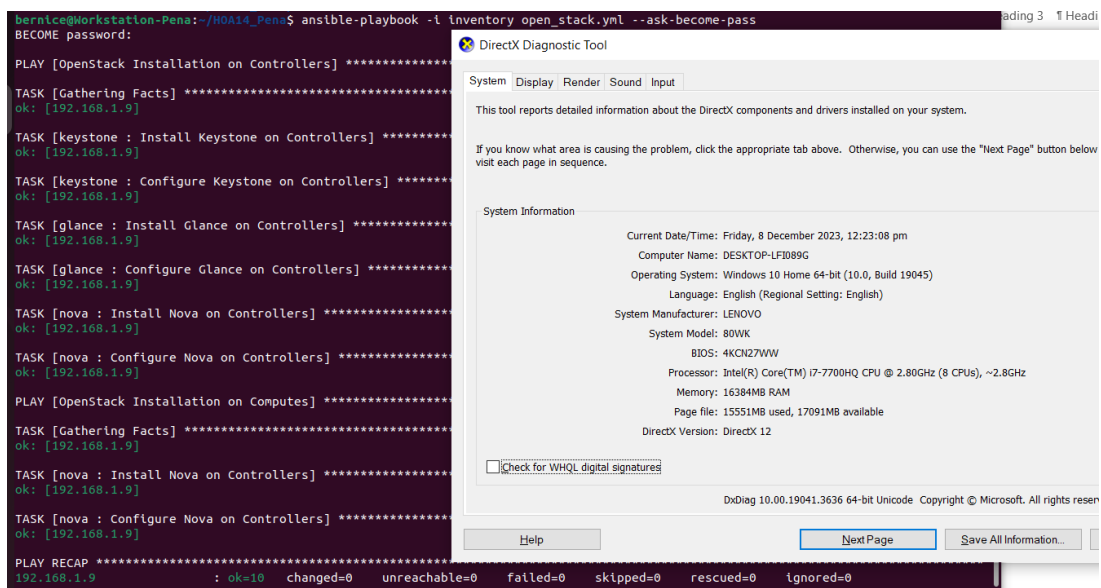 bernice@Workstation-Pena:~/HOA14_Pena$ ansible-playbook -i inventory open_stack.yml --ask-become-pass
BECOME password:
PLAY [OpenStack Installation on Controllers] ***************
TASK [Gathering Facts] *************************************
ok: [192.168.1.9]
TASK [keystone : Install Keystone on Controllers] **********
ok: [192.168.1.9]
TASK [keystone : Configure Keystone on Controllers] ********
ok: [192.168.1.9]
TASK [glance : Install Glance on Controllers] **************
ok: [192.168.1.9]
TASK [glance : Configure Glance on Controllers] ************
ok: [192.168.1.9]
TASK [nova : Install Nova on Controllers] ******************
ok: [192.168.1.9]
TASK [nova : Configure Nova on Controllers] ****************
ok: [192.168.1.9]
PLAY [OpenStack Installation on Computes] ******************
TASK [Gathering Facts] *************************************
ok: [192.168.1.9]
TASK [nova : Install Nova on Controllers] ******************
ok: [192.168.1.9]
TASK [nova : Configure Nova on Controllers] ****************
ok: [192.168.1.9]
PLAY RECAP *************************************************
192.168.1.9 : ok=10 changed=0 unreachable=0 failed=0 skipped=0 rescued=0 ignored=0
ading 3 ¶ Headi
DirectX Diagnostic Tool
System Display Render Sound Input
This tool reports detailed information about the DirectX components and drivers installed on your system.
If you know what area is causing the problem, click the appropriate tab above. Otherwise, you can use the "Next Page" button below
visit each page in sequence.
System Information
Current Date/Time: Friday, 8 December 2023, 12:23:08 pm
Computer Name: DESKTOP-LFI089G
Operating System: Windows 10 Home 64-bit (10.0, Build 19045)
Language: English (Regional Setting: English)
System Manufacturer: LENOVO
System Model: 80WK
BIOS: 4KCN27WW
Processor: Intel(R) Core(TM) i7-7700HQ CPU @ 2.80GHz (8 CPUs), ~2.8GHz
Memory: 16384MB RAM
Page file: 15551MB used, 17091MB available
DirectX Version: DirectX 12
Check for WHQL digital signatures
DxDiag 10.00.19041.3636 64-bit Unicode Copyright © Microsoft. All rights reser
Help
Next Page
Save All Information...